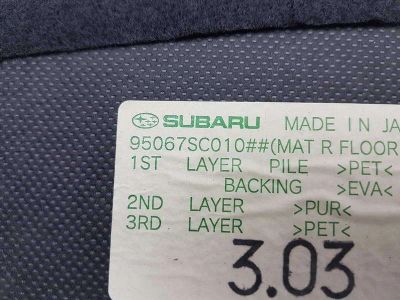 SUBARU MADE IN JA
95067SC010##(MAT R FLOOR
1ST LAYER PILE >PET<
BACKING >EVA<
2ND LAYER >PUR<
3RD LAYER >PET<
3.03